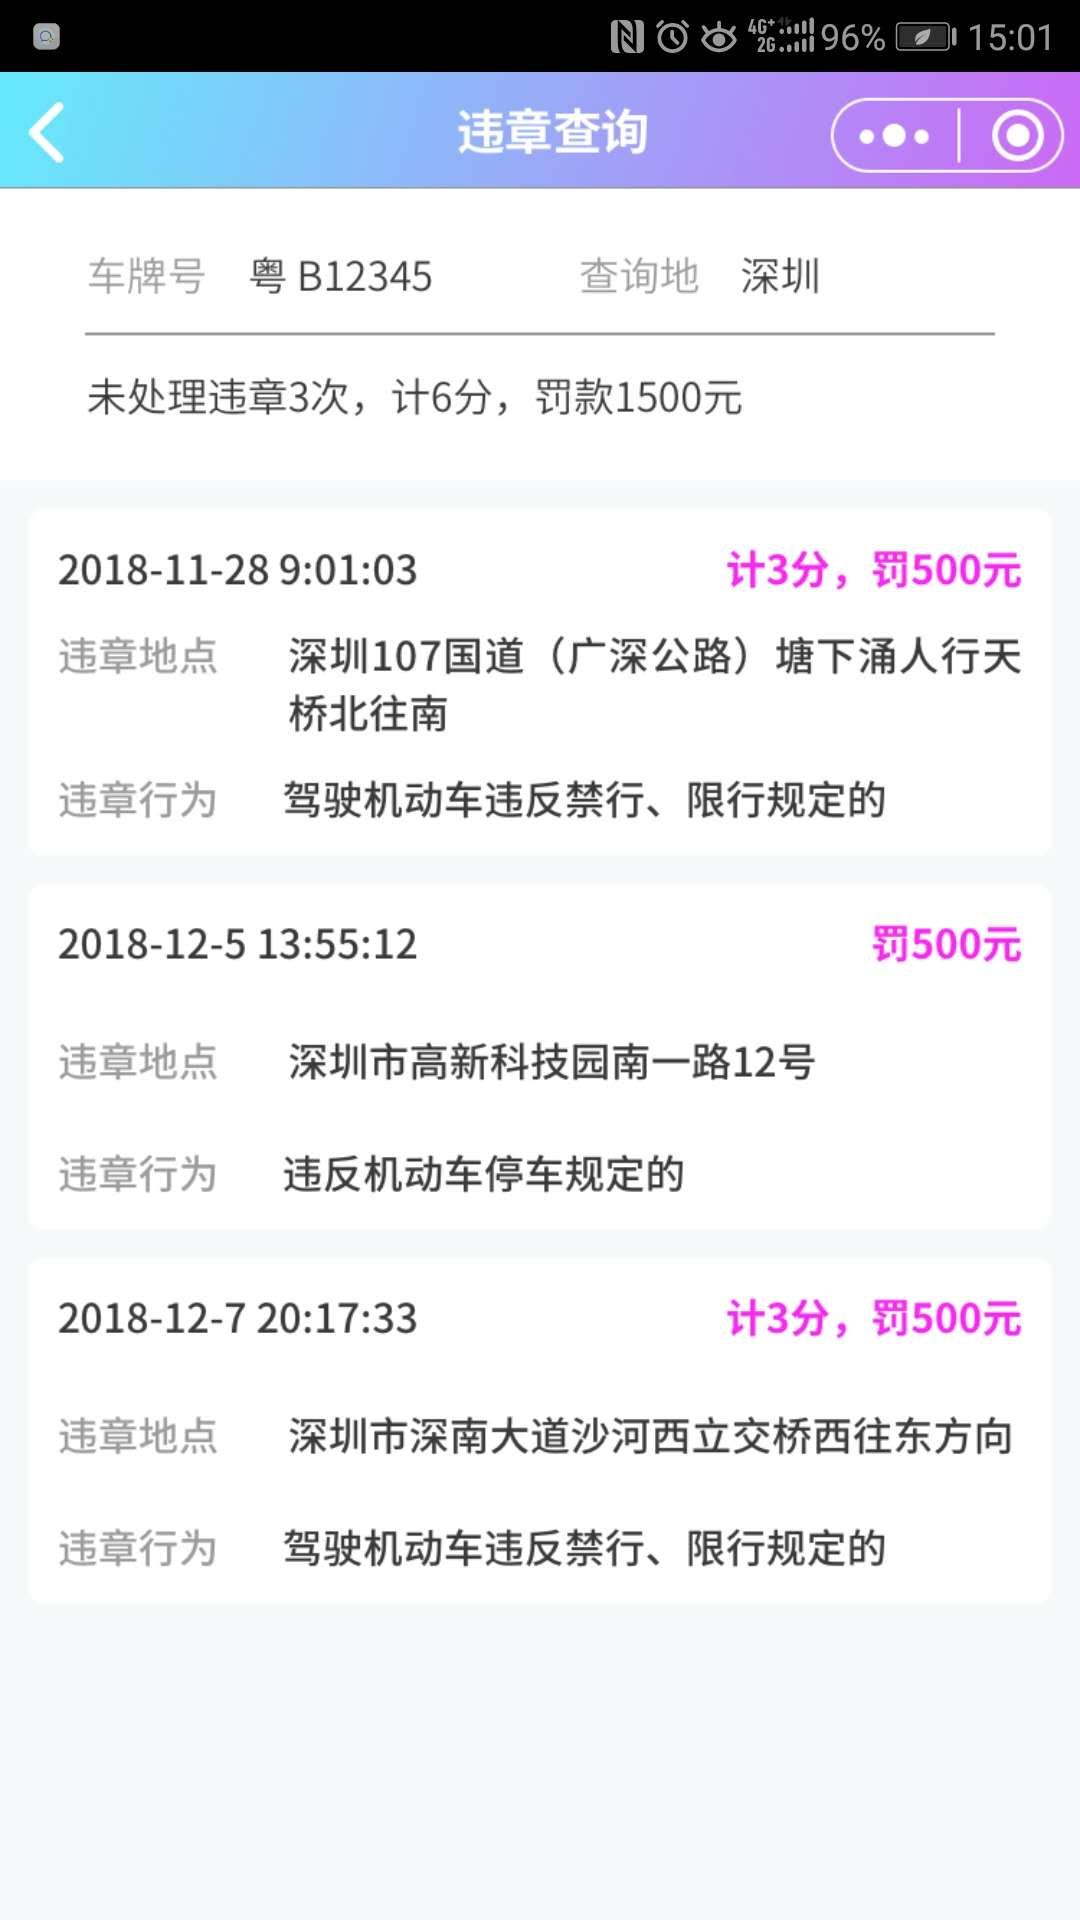 4G+ 2G 96% 15:01
违章查询
车牌号 粤 B12345 查询地 深圳
未处理违章3次，计6分，罚款1500元
2018-11-28 9:01:03 计3分，罚500元
违章地点 深圳107国道（广深公路）塘下涌人行天
桥北往南
违章行为 驾驶机动车违反禁行、限行规定的
2018-12-5 13:55:12 罚500元
违章地点 深圳市高新科技园南一路12号
违章行为 违反机动车停车规定的
2018-12-7 20:17:33 计3分，罚500元
违章地点 深圳市深南大道沙河西立交桥西往东方向
违章行为 驾驶机动车违反禁行、限行规定的